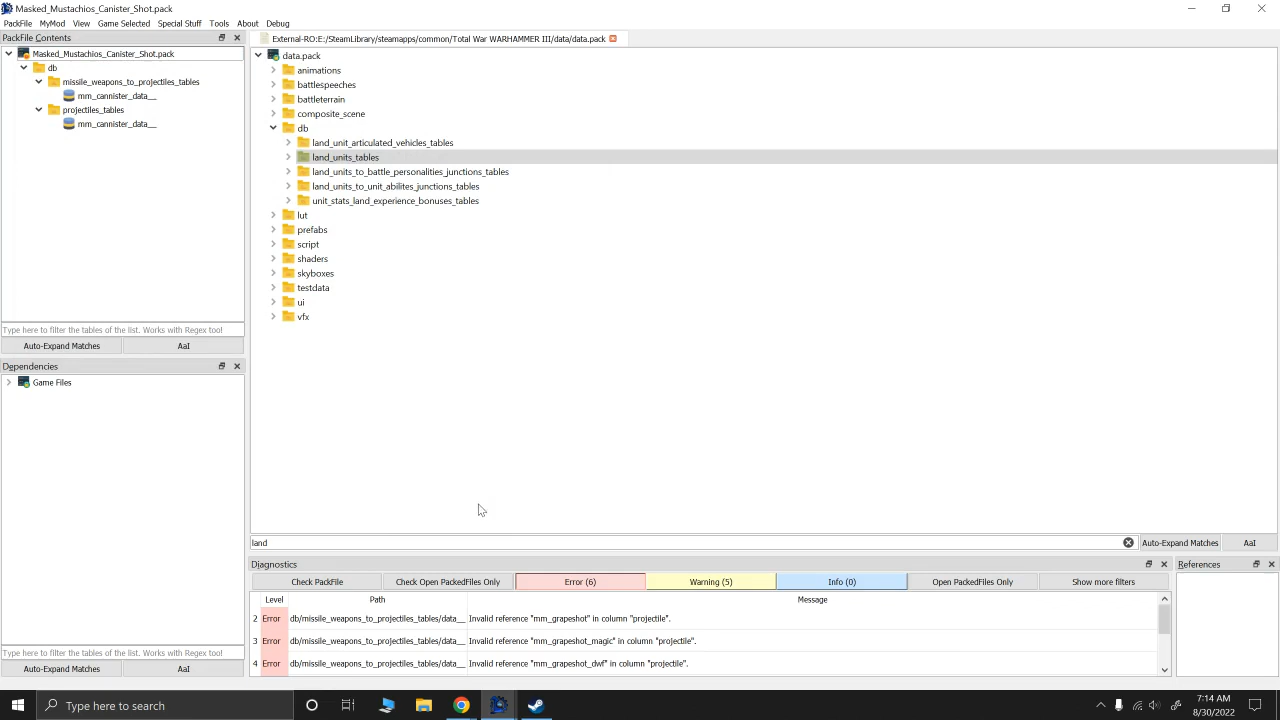 Masked_Mustachios_Canister_Shot.pack
PackFile MyMod View Game Selected Special Stuff Tools About Debug
PackFile Contents
Masked_Mustachios_Canister_Shot.pack
db
missile_weapons_to_projectiles_tables
mm_cannister_data__
projectiles_tables
mm_cannister_data__
Type here to filter the tables of the list. Works with Regex too!
Auto-Expand Matches AaI
Dependencies
Game Files
Type here to filter the tables of the list. Works with Regex too!
Auto-Expand Matches AaI
External-RO:E:/SteamLibrary/steamapps/common/Total War WARHAMMER III/data/data.pack
data.pack
animations
battlespeeches
battleterrain
composite_scene
db
land_unit_articulated_vehicles_tables
land_units_tables
land_units_to_battle_personalities_junctions_tables
land_units_to_unit_abilites_junctions_tables
unit_stats_land_experience_bonuses_tables
lut
prefabs
script
shaders
skyboxes
testdata
ui
vfx
land Auto-Expand Matches AaI
Diagnostics
Check PackFile Check Open PackedFiles Only Error (6) Warning (5) Info (0) Open PackedFiles Only Show more filters
Level Path Message
2 Error db/missile_weapons_to_projectiles_tables/data__ Invalid reference "mm_grapeshot" in column "projectile".
3 Error db/missile_weapons_to_projectiles_tables/data__ Invalid reference "mm_grapeshot_magic" in column "projectile".
4 Error db/missile_weapons_to_projectiles_tables/data__ Invalid reference "mm_grapeshot_dwf" in column "projectile".
References
Type here to search
7:14 AM
8/30/2022